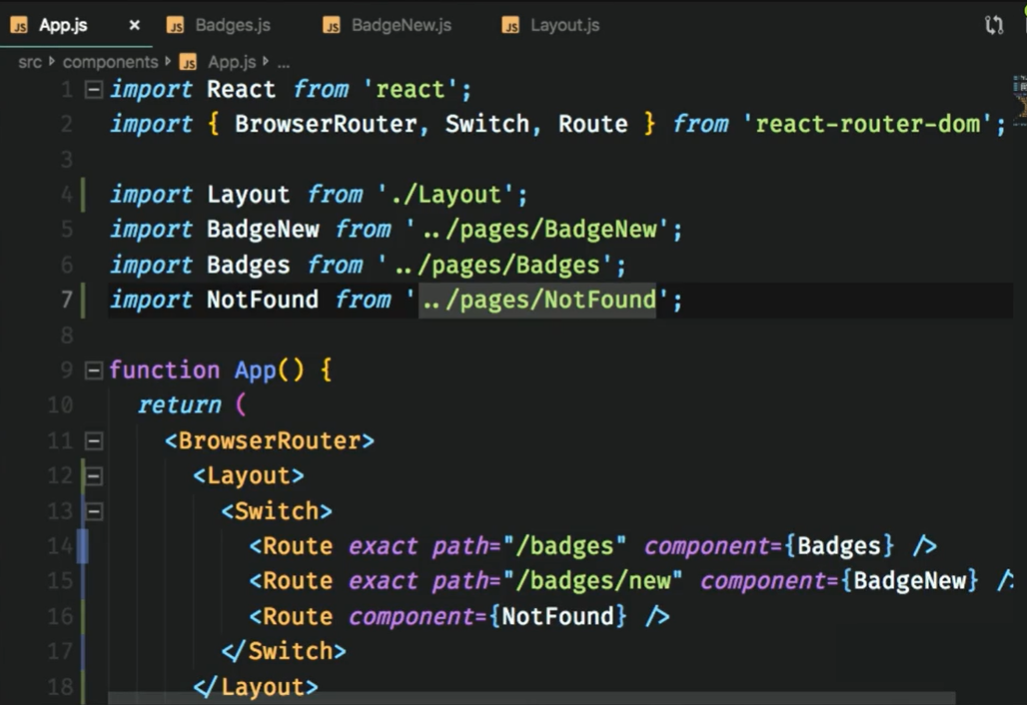 JS App.js × JS Badges.js JS BadgeNew.js JS Layout.js
src components JS App.js ...
1 import React from 'react';
2 import { BrowserRouter, Switch, Route } from 'react-router-dom';
3
4 import Layout from './Layout';
5 import BadgeNew from '../pages/BadgeNew';
6 import Badges from '../pages/Badges';
7 import NotFound from '../pages/NotFound';
8
9 function App() {
10 return (
11 <BrowserRouter>
12 <Layout>
13 <Switch>
14 <Route exact path="/badges" component={Badges} />
15 <Route exact path="/badges/new" component={BadgeNew} />
16 <Route component={NotFound} />
17 </Switch>
18 </Layout>